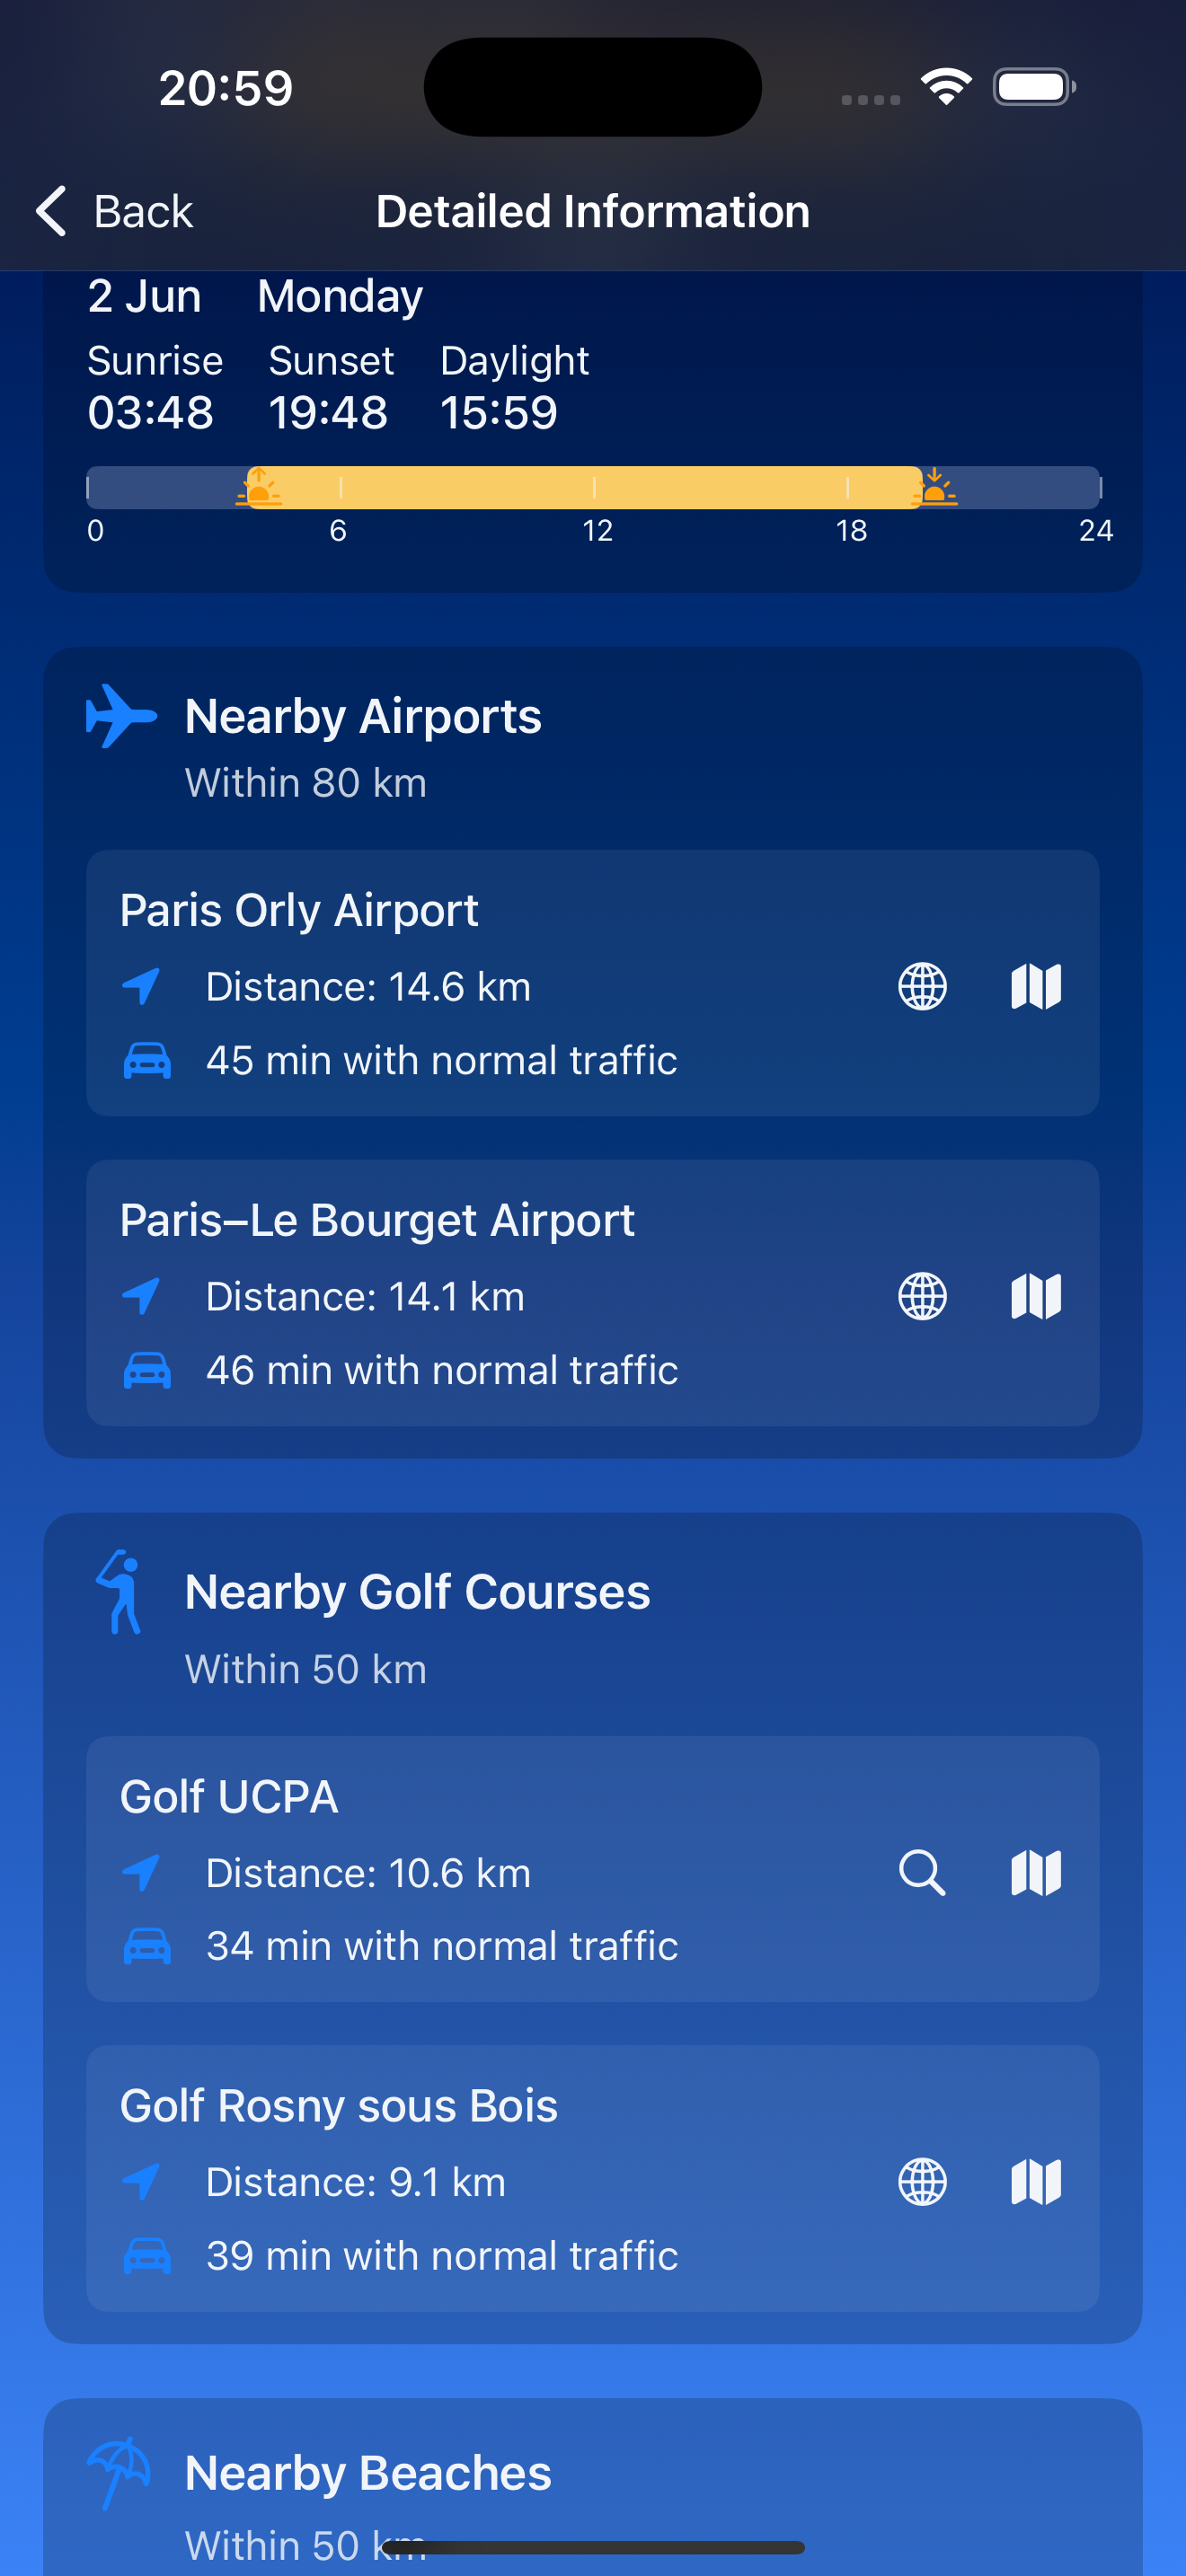 20:59
Back Detailed Information
2 Jun Monday
Sunrise Sunset Daylight
03:48 19:48 15:59
0 6 12 18 24
Nearby Airports
Within 80 km
Paris Orly Airport
Distance: 14.6 km
45 min with normal traffic
Paris–Le Bourget Airport
Distance: 14.1 km
46 min with normal traffic
Nearby Golf Courses
Within 50 km
Golf UCPA
Distance: 10.6 km
34 min with normal traffic
Golf Rosny sous Bois
Distance: 9.1 km
39 min with normal traffic
Nearby Beaches
Within 50 km